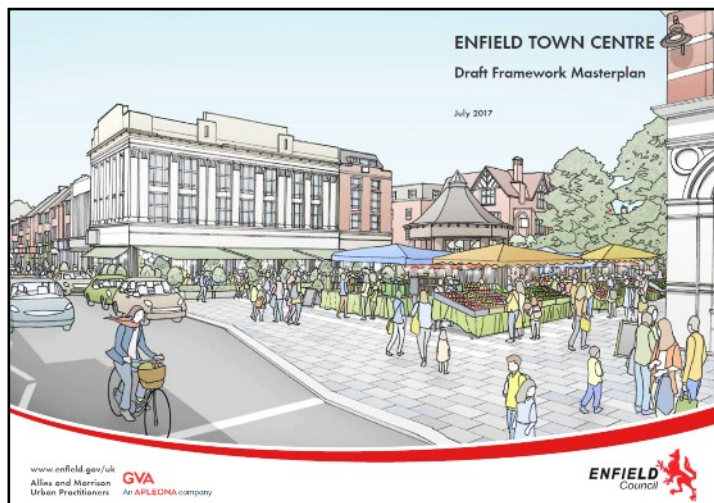 ENFIELD TOWN CENTRE
Draft Framework Masterplan
July 2017
www.enfield.gov/uk
Allies and Morrison
Urban Practitioners
GVA
An APLEONA company
ENFIELD
Council